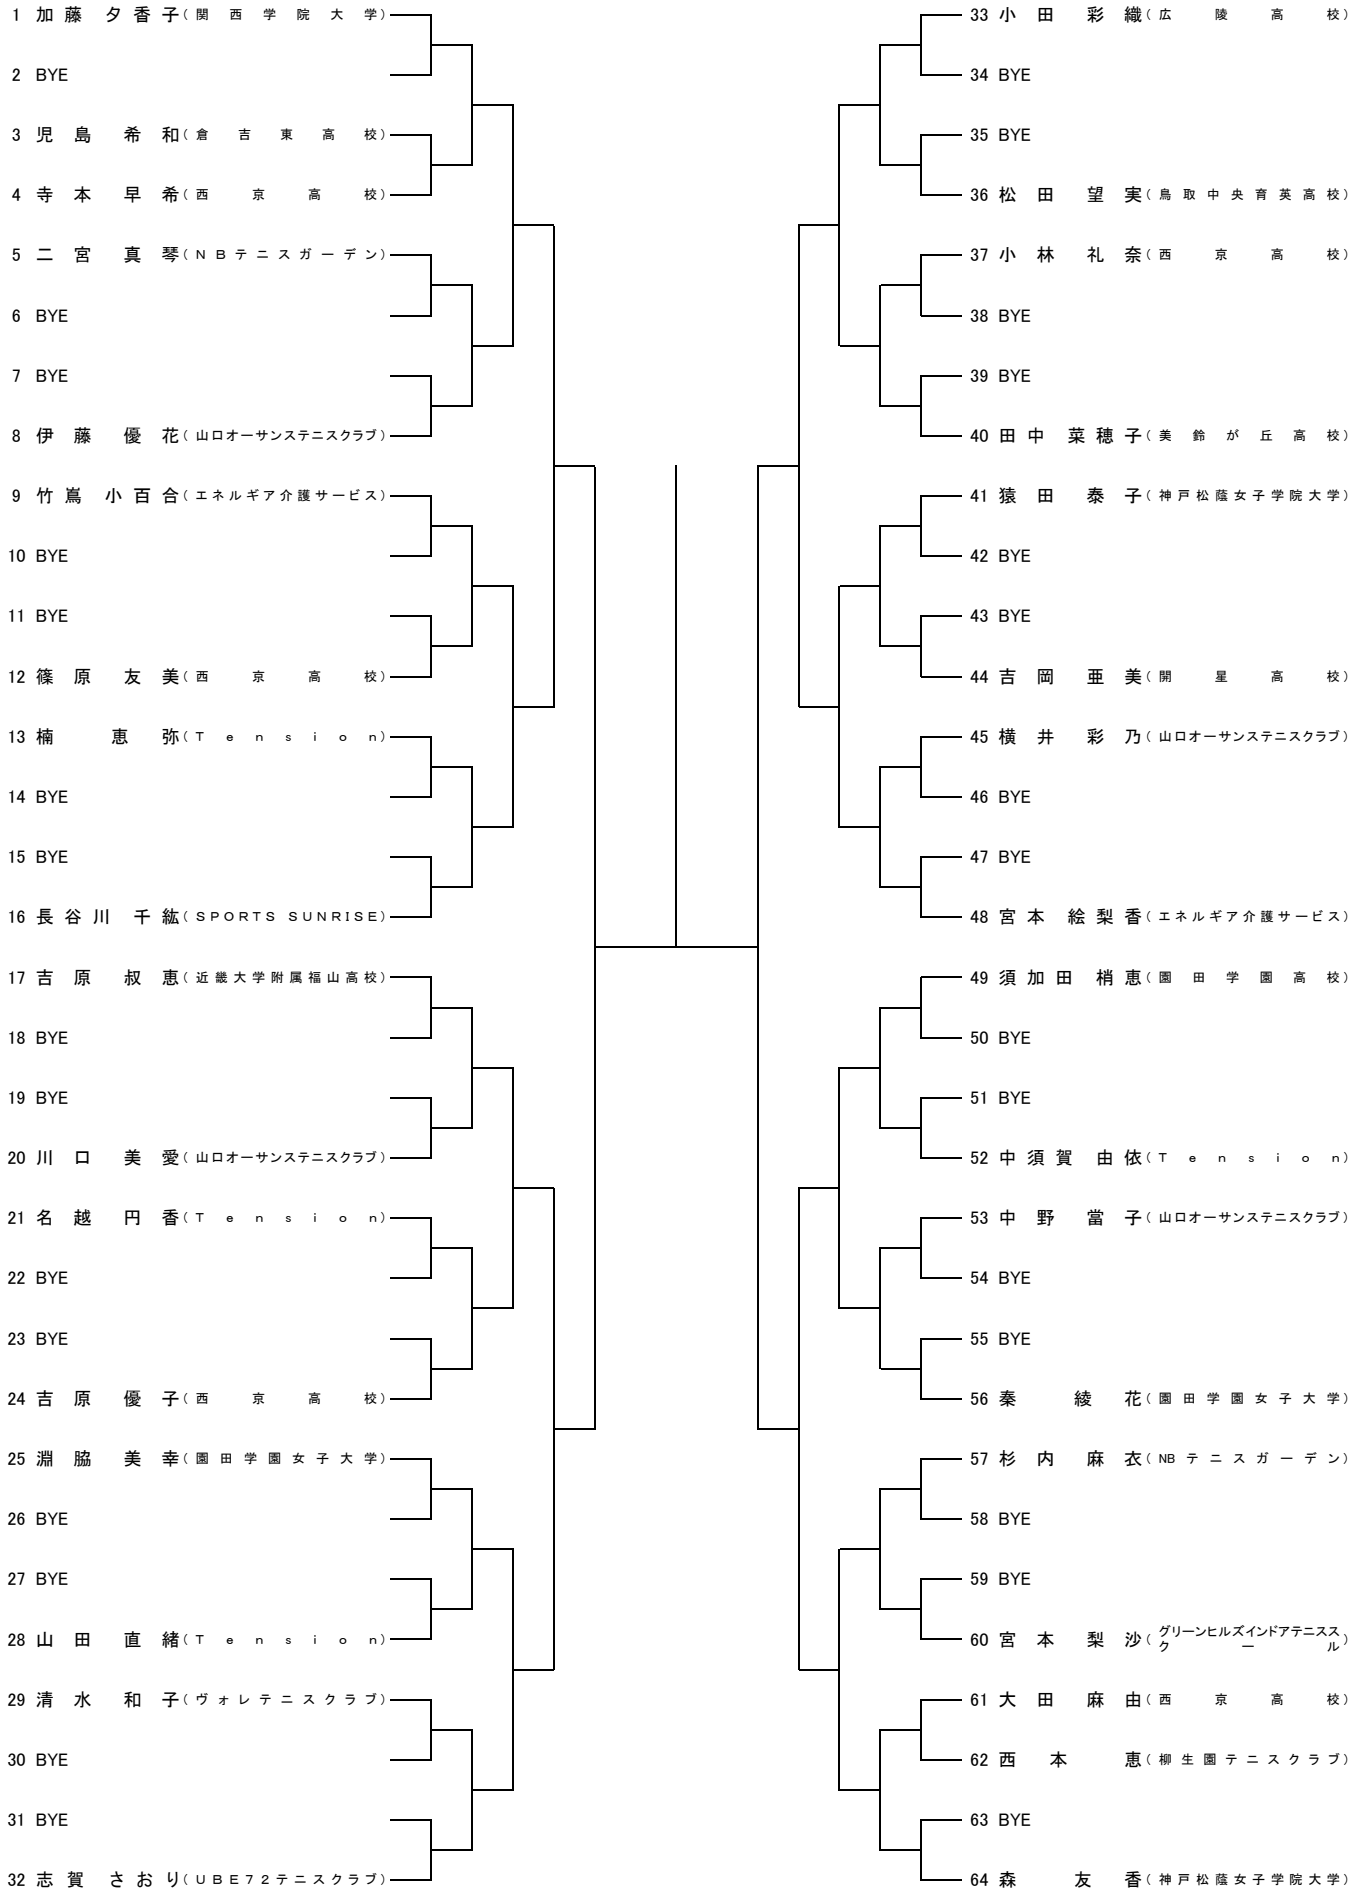 1 加藤 夕香子(関西学院大学)
2 BYE
3 児島 希和(倉吉東高校)
4 寺本 早希(西京高校)
5 二宮 真琴(ＮＢテニスガーデン)
6 BYE
7 BYE
8 伊藤 優花(山口オーサンステニスクラブ)
9 竹嶌 小百合(エネルギア介護サービス)
10 BYE
11 BYE
12 篠原 友美(西京高校)
13 楠 恵弥(Ｔｅｎｓｉｏｎ)
14 BYE
15 BYE
16 長谷川 千紘(SPORTS SUNRISE)
17 吉原 叔恵(近畿大学附属福山高校)
18 BYE
19 BYE
20 川口 美愛(山口オーサンステニスクラブ)
21 名越 円香(Ｔｅｎｓｉｏｎ)
22 BYE
23 BYE
24 吉原 優子(西京高校)
25 淵脇 美幸(園田学園女子大学)
26 BYE
27 BYE
28 山田 直緒(Ｔｅｎｓｉｏｎ)
29 清水 和子(ヴォレテニスクラブ)
30 BYE
31 BYE
32 志賀 さおり(ＵＢＥ７２テニスクラブ)
33 小田 彩織(広陵高校)
34 BYE
35 BYE
36 松田 望実(鳥取中央育英高校)
37 小林 礼奈(西京高校)
38 BYE
39 BYE
40 田中 菜穂子(美鈴が丘高校)
41 猿田 泰子(神戸松蔭女子学院大学)
42 BYE
43 BYE
44 吉岡 亜美(開星高校)
45 横井 彩乃(山口オーサンステニスクラブ)
46 BYE
47 BYE
48 宮本 絵梨香(エネルギア介護サービス)
49 須加田 梢恵(園田学園高校)
50 BYE
51 BYE
52 中須賀 由依(Ｔｅｎｓｉｏｎ)
53 中野 當子(山口オーサンステニスクラブ)
54 BYE
55 BYE
56 秦 綾花(園田学園女子大学)
57 杉内 麻衣(NBテニスガーデン)
58 BYE
59 BYE
60 宮本 梨沙(グリーンヒルズインドアテニスス
クール)
61 大田 麻由(西京高校)
62 西本 恵(柳生園テニスクラブ)
63 BYE
64 森 友香(神戸松蔭女子学院大学)